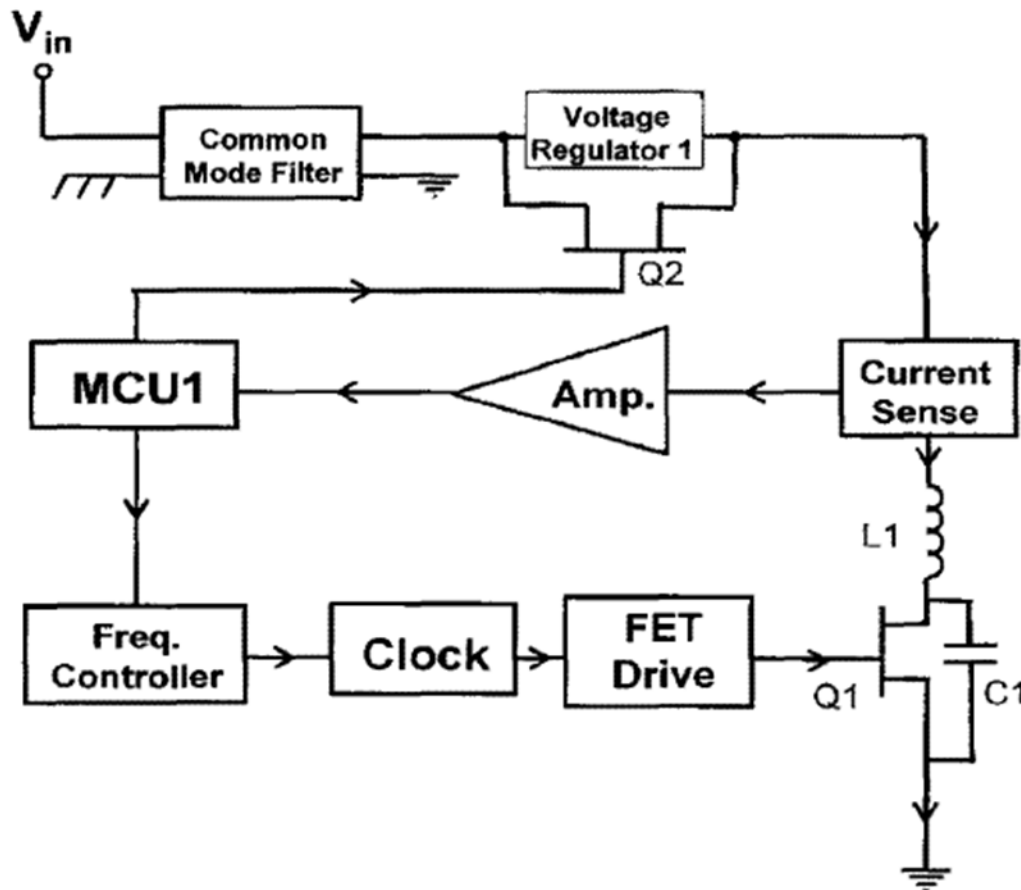 Vin
Common
Mode Filter
Voltage
Regulator 1
Q2
MCU1
Amp.
Current
Sense
L1
Freq.
Controller
Clock
FET
Drive
Q1
C1